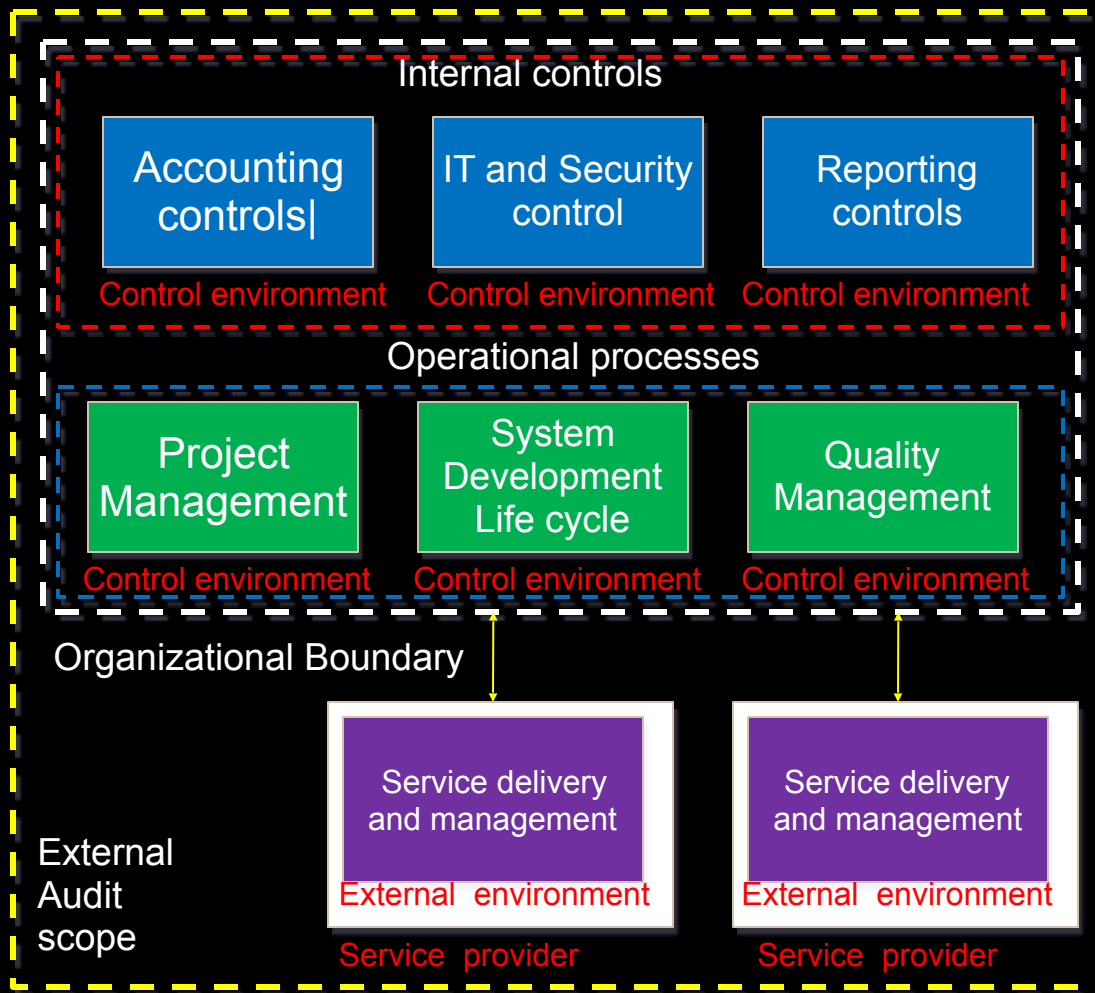 Internal controls
Accounting
controls|
IT and Security
control
Reporting
controls
Control environment
Control environment
Control environment
Operational processes
Project
Management
System
Development
Life cycle
Quality
Management
Control environment
Control environment
Control environment
Organizational Boundary
Service delivery
and management
Service delivery
and management
External environment
External environment
Service provider
Service provider
External
Audit
scope